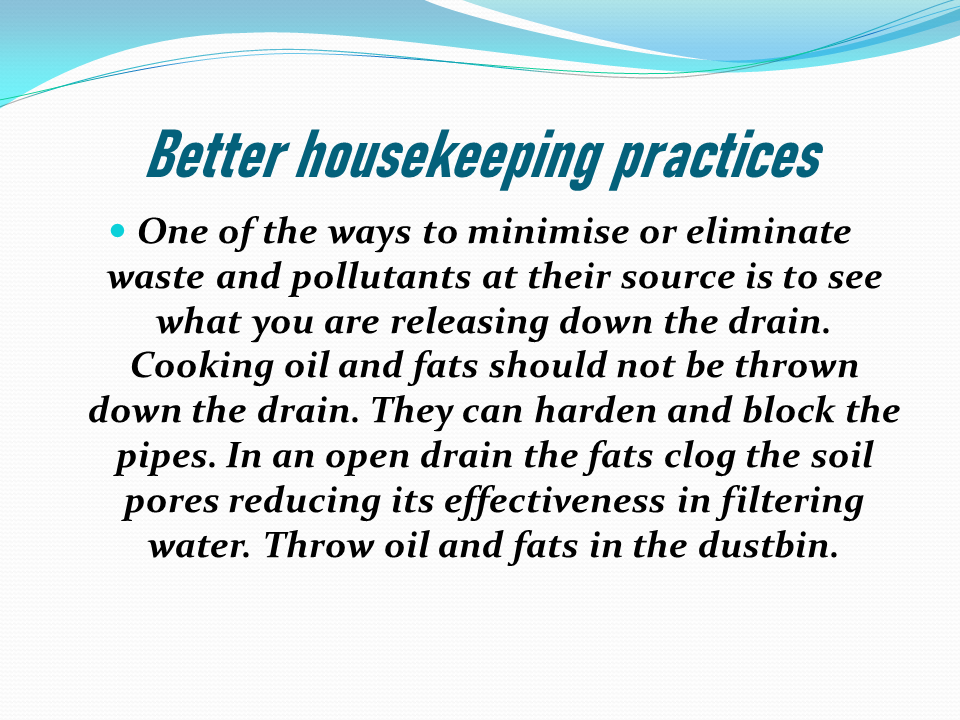 Better housekeeping practices
• One of the ways to minimise or eliminate
waste and pollutants at their source is to see
what you are releasing down the drain.
Cooking oil and fats should not be thrown
down the drain. They can harden and block the
pipes. In an open drain the fats clog the soil
pores reducing its effectiveness in filtering
water. Throw oil and fats in the dustbin.